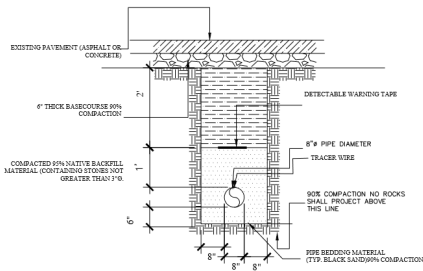 EXISTING PAVEMENT (ASPHALT OR
CONCRETE)
2'
DETECTABLE WARNING TAPE
6" THICK BASECOURSE 90%
COMPACTION
8"Ø PIPE DIAMETER
TRACER WIRE
COMPACTED 95% NATIVE BACKFILL
MATERIAL (CONTAINING STONES NOT
GREATER THAN 3"Ø.
1'
90% COMPACTION NO ROCKS
SHALL PROJECT ABOVE
THIS LINE
6"
PIPE BEDDING MATERIAL
(TYP. BLACK SAND)90% COMPACTION
8"
8"
8"